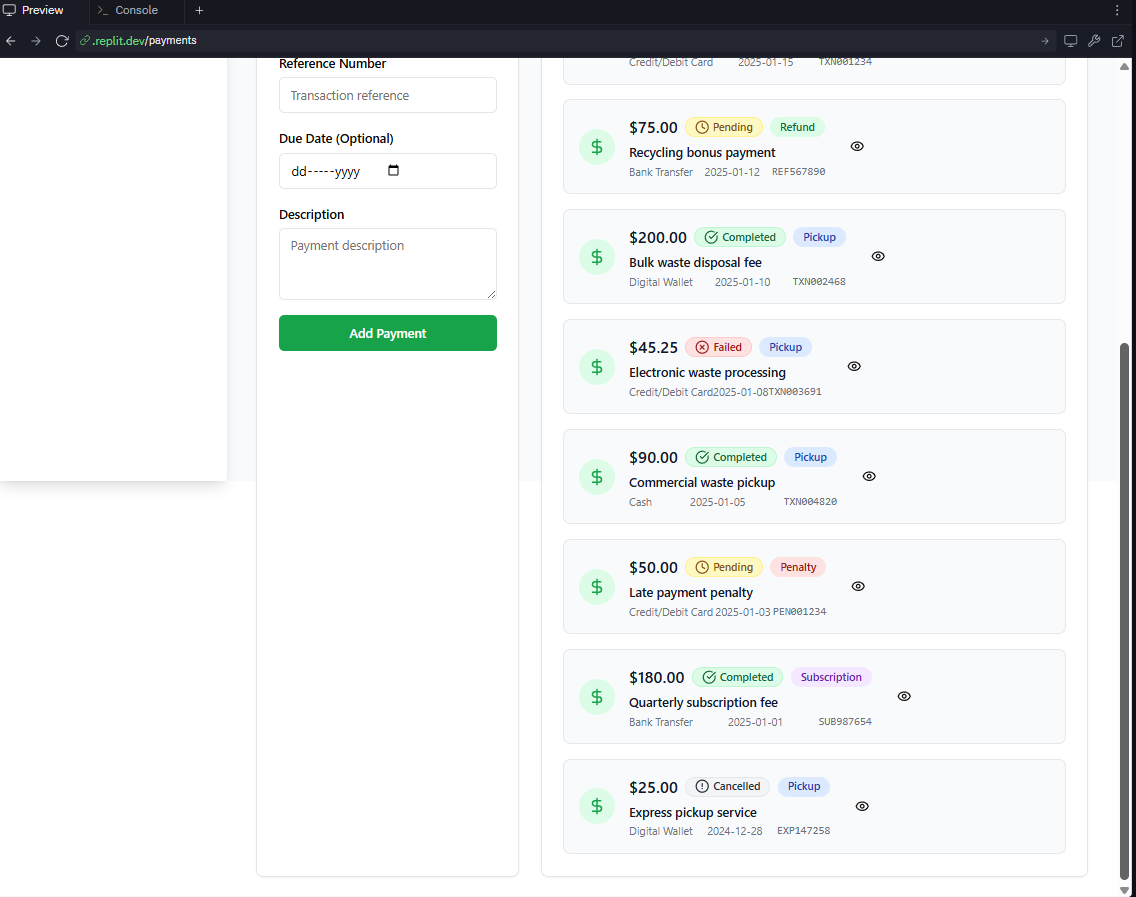 Preview
Console
.replit.dev/payments
Reference Number
Transaction reference
Due Date (Optional)
dd-----yyyy
Description
Payment description
Add Payment
Credit/Debit Card 2025-01-15 TXN001234
$75.00 Pending Refund
Recycling bonus payment
Bank Transfer 2025-01-12 REF567890
$200.00 Completed Pickup
Bulk waste disposal fee
Digital Wallet 2025-01-10 TXN002468
$45.25 Failed Pickup
Electronic waste processing
Credit/Debit Card2025-01-08TXN003691
$90.00 Completed Pickup
Commercial waste pickup
Cash 2025-01-05 TXN004820
$50.00 Pending Penalty
Late payment penalty
Credit/Debit Card 2025-01-03 PEN001234
$180.00 Completed Subscription
Quarterly subscription fee
Bank Transfer 2025-01-01 SUB987654
$25.00 Cancelled Pickup
Express pickup service
Digital Wallet 2024-12-28 EXP147258